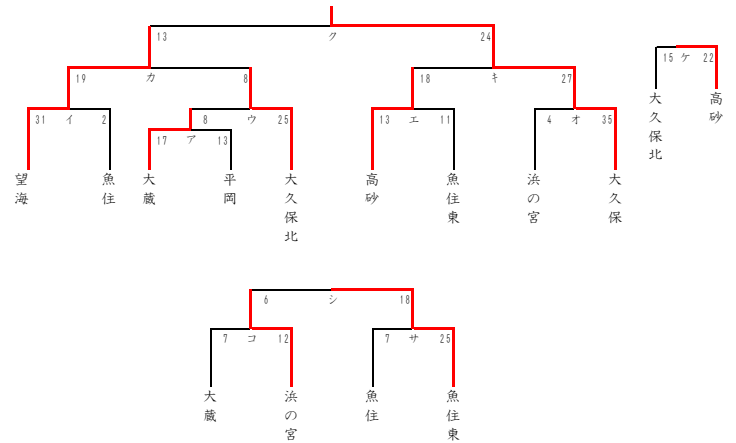 13 ク 24
15 ケ 22
19 カ 8
18 キ 27
大久保北
高砂
31 イ 2
8 ウ 25
13 エ 11
4 オ 35
17 ア 13
望海
魚住
大蔵
平岡
大久保北
高砂
魚住東
浜の宮
大久保
6 シ 18
7 コ 12
7 サ 25
大蔵
浜の宮
魚住
魚住東